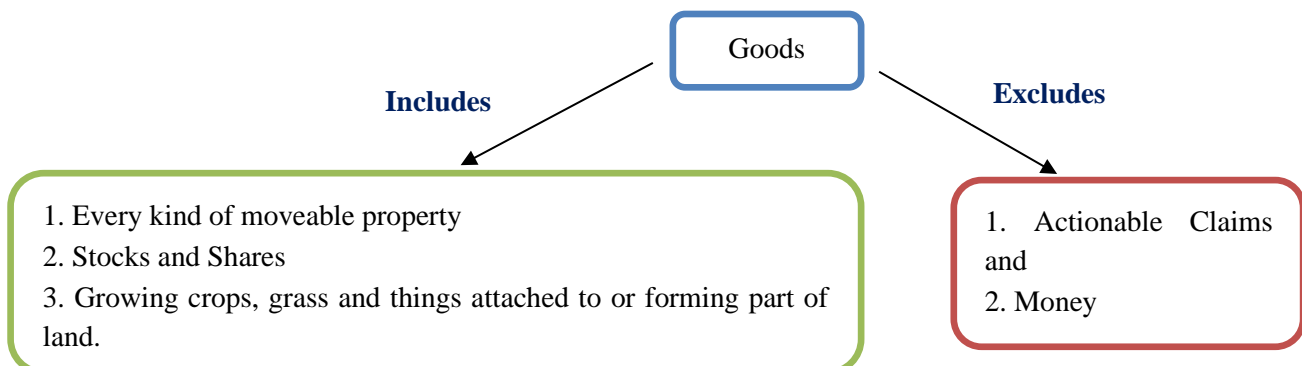 Goods
Includes
Excludes
1. Every kind of moveable property
2. Stocks and Shares
3. Growing crops, grass and things attached to or forming part of
land.
1. Actionable Claims
and
2. Money